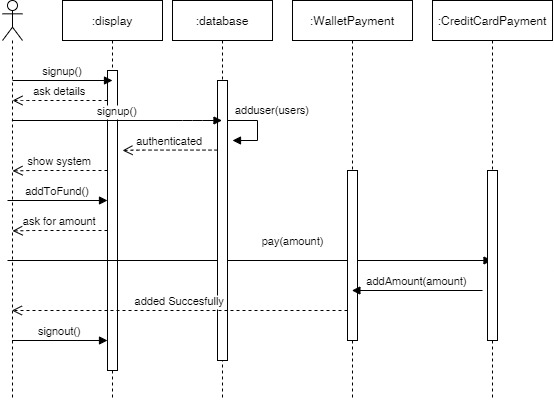 :display
:database
:WalletPayment
:CreditCardPayment
signup()
ask details
signup()
adduser(users)
authenticated
show system
addToFund()
ask for amount
pay(amount)
addAmount(amount)
added Succesfully
signout()